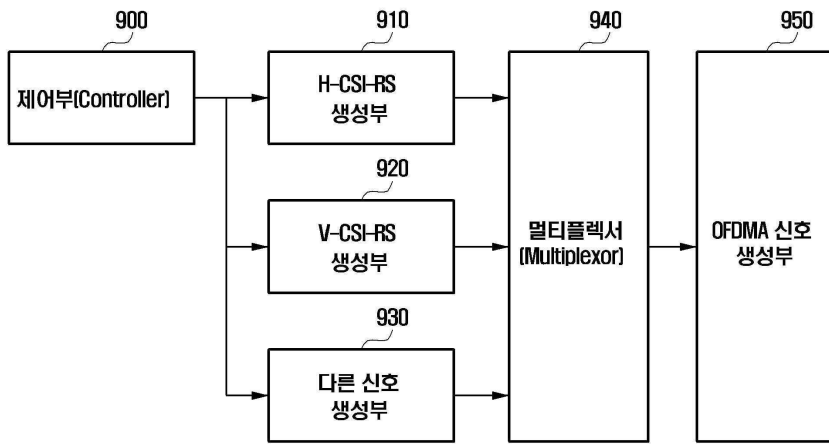 900
910
940
950
제어부(Controller)
H-CSI-RS
생성부
920
V-CSI-RS
생성부
멀티플렉서
(Multiplexor)
OFDMA 신호
생성부
930
다른 신호
생성부